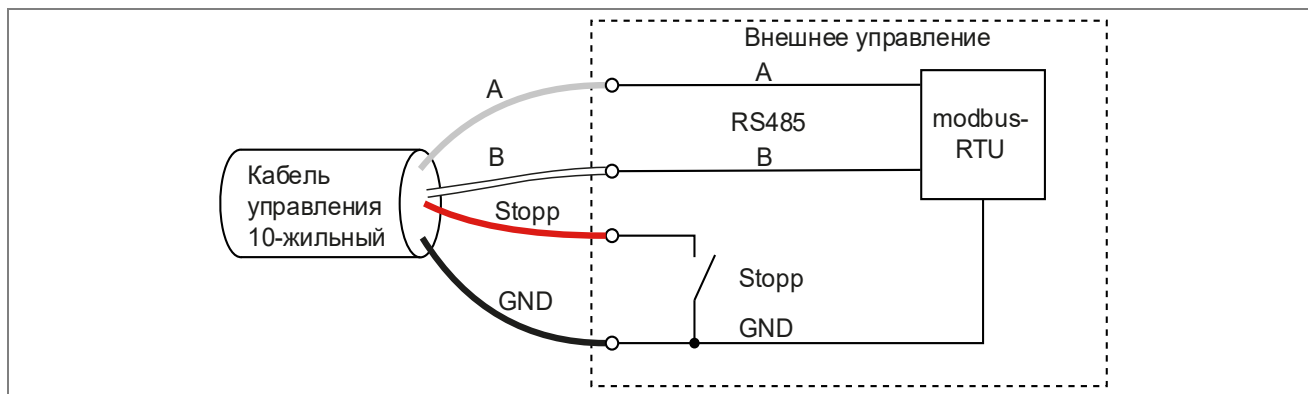 Внешнее управление
A
A
RS485
modbus-
RTU
B
B
Кабель
управления
10-жильный
Stopp
Stopp
GND
GND